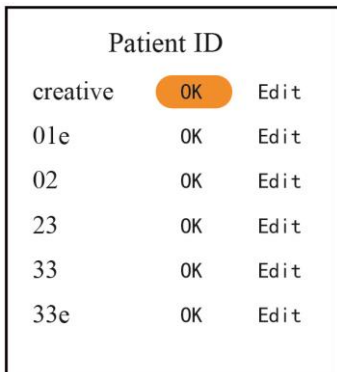 Patient ID
creative OK Edit
01e OK Edit
02 OK Edit
23 OK Edit
33 OK Edit
33e OK Edit